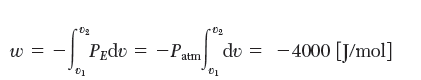 w = −∫_{v₁}^{v₂} P_E dv = −P_atm ∫_{v₁}^{v₂} dv = −4000 [J/mol]